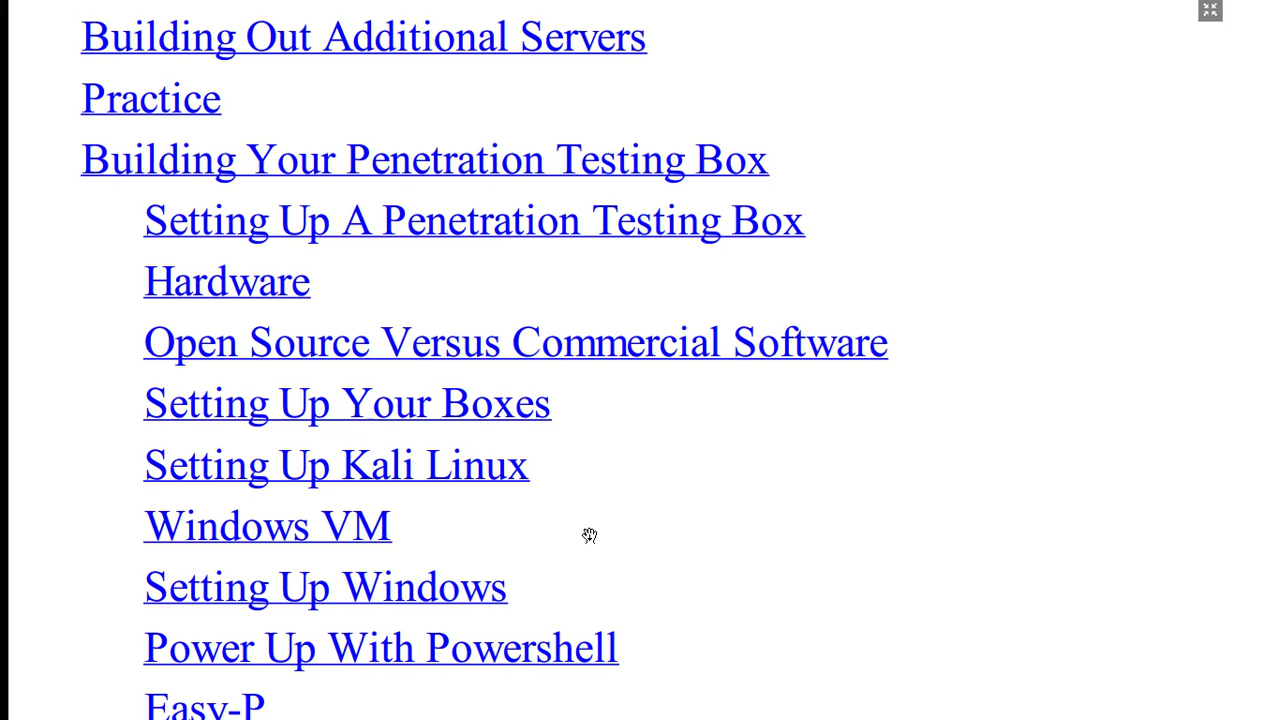 Building Out Additional Servers
Practice
Building Your Penetration Testing Box
Setting Up A Penetration Testing Box
Hardware
Open Source Versus Commercial Software
Setting Up Your Boxes
Setting Up Kali Linux
Windows VM
Setting Up Windows
Power Up With Powershell
Easy-P